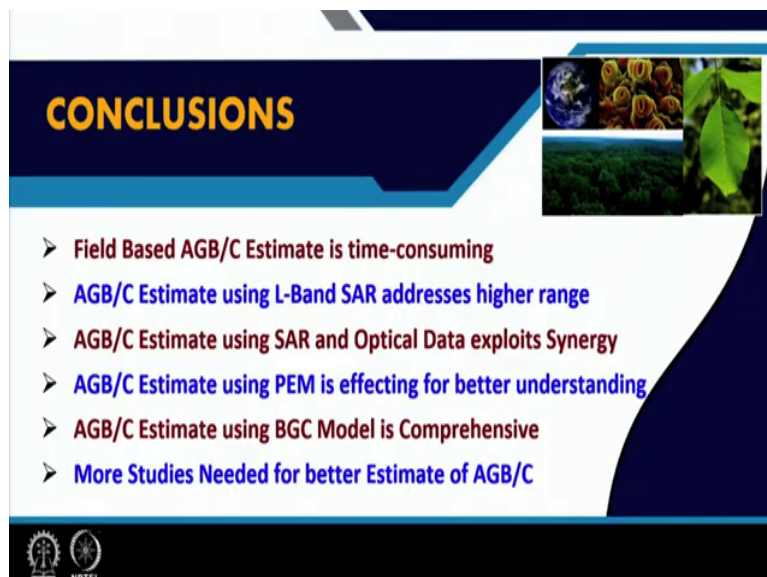 CONCLUSIONS
Field Based AGB/C Estimate is time-consuming
AGB/C Estimate using L-Band SAR addresses higher range
AGB/C Estimate using SAR and Optical Data exploits Synergy
AGB/C Estimate using PEM is effecting for better understanding
AGB/C Estimate using BGC Model is Comprehensive
More Studies Needed for better Estimate of AGB/C
NPTEL